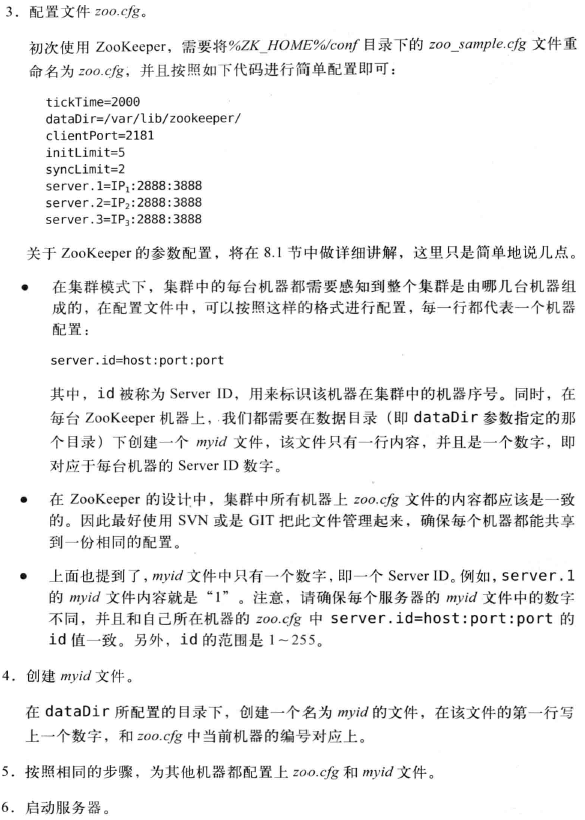 3．配置文件 zoo.cfg。
初次使用 ZooKeeper，需要将%ZK_HOME%/conf 目录下的 zoo_sample.cfg 文件重
命名为 zoo.cfg，并且按照如下代码进行简单配置即可：
tickTime=2000
dataDir=/var/lib/zookeeper/
clientPort=2181
initLimit=5
syncLimit=2
server.1=IP₁:2888:3888
server.2=IP₂:2888:3888
server.3=IP₃:2888:3888
关于 ZooKeeper 的参数配置，将在 8.1 节中做详细讲解，这里只是简单地说几点。
● 在集群模式下，集群中的每台机器都需要感知到整个集群是由哪几台机器组
成的，在配置文件中，可以按照这样的格式进行配置，每一行都代表一个机器
配置：
server.id=host:port:port
其中，id 被称为 Server ID，用来标识该机器在集群中的机器序号。同时，在
每台 ZooKeeper 机器上，我们都需要在数据目录（即 dataDir 参数指定的那
个目录）下创建一个 myid 文件，该文件只有一行内容，并且是一个数字，即
对应于每台机器的 Server ID 数字。
● 在 ZooKeeper 的设计中，集群中所有机器上 zoo.cfg 文件的内容都应该是一致
的。因此最好使用 SVN 或是 GIT 把此文件管理起来，确保每个机器都能共享
到一份相同的配置。
● 上面也提到了，myid 文件中只有一个数字，即一个 Server ID。例如，server.1
的 myid 文件内容就是“1”。注意，请确保每个服务器的 myid 文件中的数字
不同，并且和自己所在机器的 zoo.cfg 中 server.id=host:port:port 的
id 值一致。另外，id 的范围是 1~255。
4．创建 myid 文件。
在 dataDir 所配置的目录下，创建一个名为 myid 的文件，在该文件的第一行写
上一个数字，和 zoo.cfg 中当前机器的编号对应上。
5．按照相同的步骤，为其他机器都配置上 zoo.cfg 和 myid 文件。
6．启动服务器。